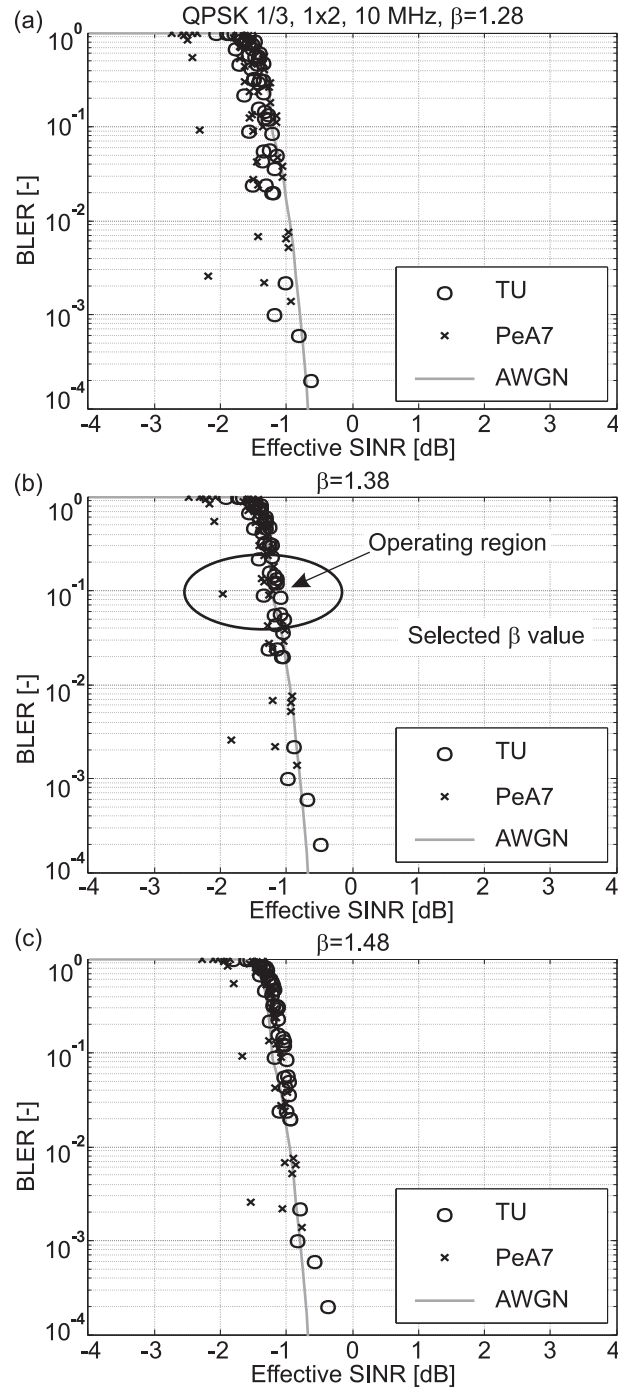 (a)
QPSK 1/3, 1x2, 10 MHz, β=1.28
BLER [-]
10^0
10^-1
10^-2
10^-3
10^-4
-4 -3 -2 -1 0 1 2 3 4
Effective SINR [dB]
TU
PeA7
AWGN
(b)
β=1.38
BLER [-]
10^0
10^-1
10^-2
10^-3
10^-4
Operating region
Selected β value
TU
PeA7
AWGN
-4 -3 -2 -1 0 1 2 3 4
Effective SINR [dB]
(c)
β=1.48
BLER [-]
10^0
10^-1
10^-2
10^-3
10^-4
TU
PeA7
AWGN
-4 -3 -2 -1 0 1 2 3 4
Effective SINR [dB]